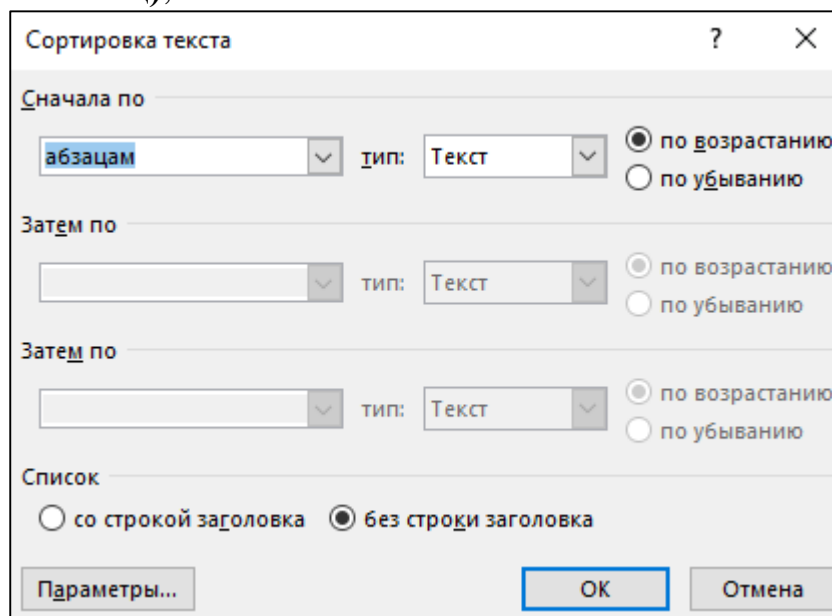 Сортировка текста ? ×
Сначала по
абзацам тип: Текст по возрастанию
по убыванию
Затем по
тип: Текст по возрастанию
по убыванию
Затем по
тип: Текст по возрастанию
по убыванию
Список
со строкой заголовка без строки заголовка
Параметры... ОК Отмена